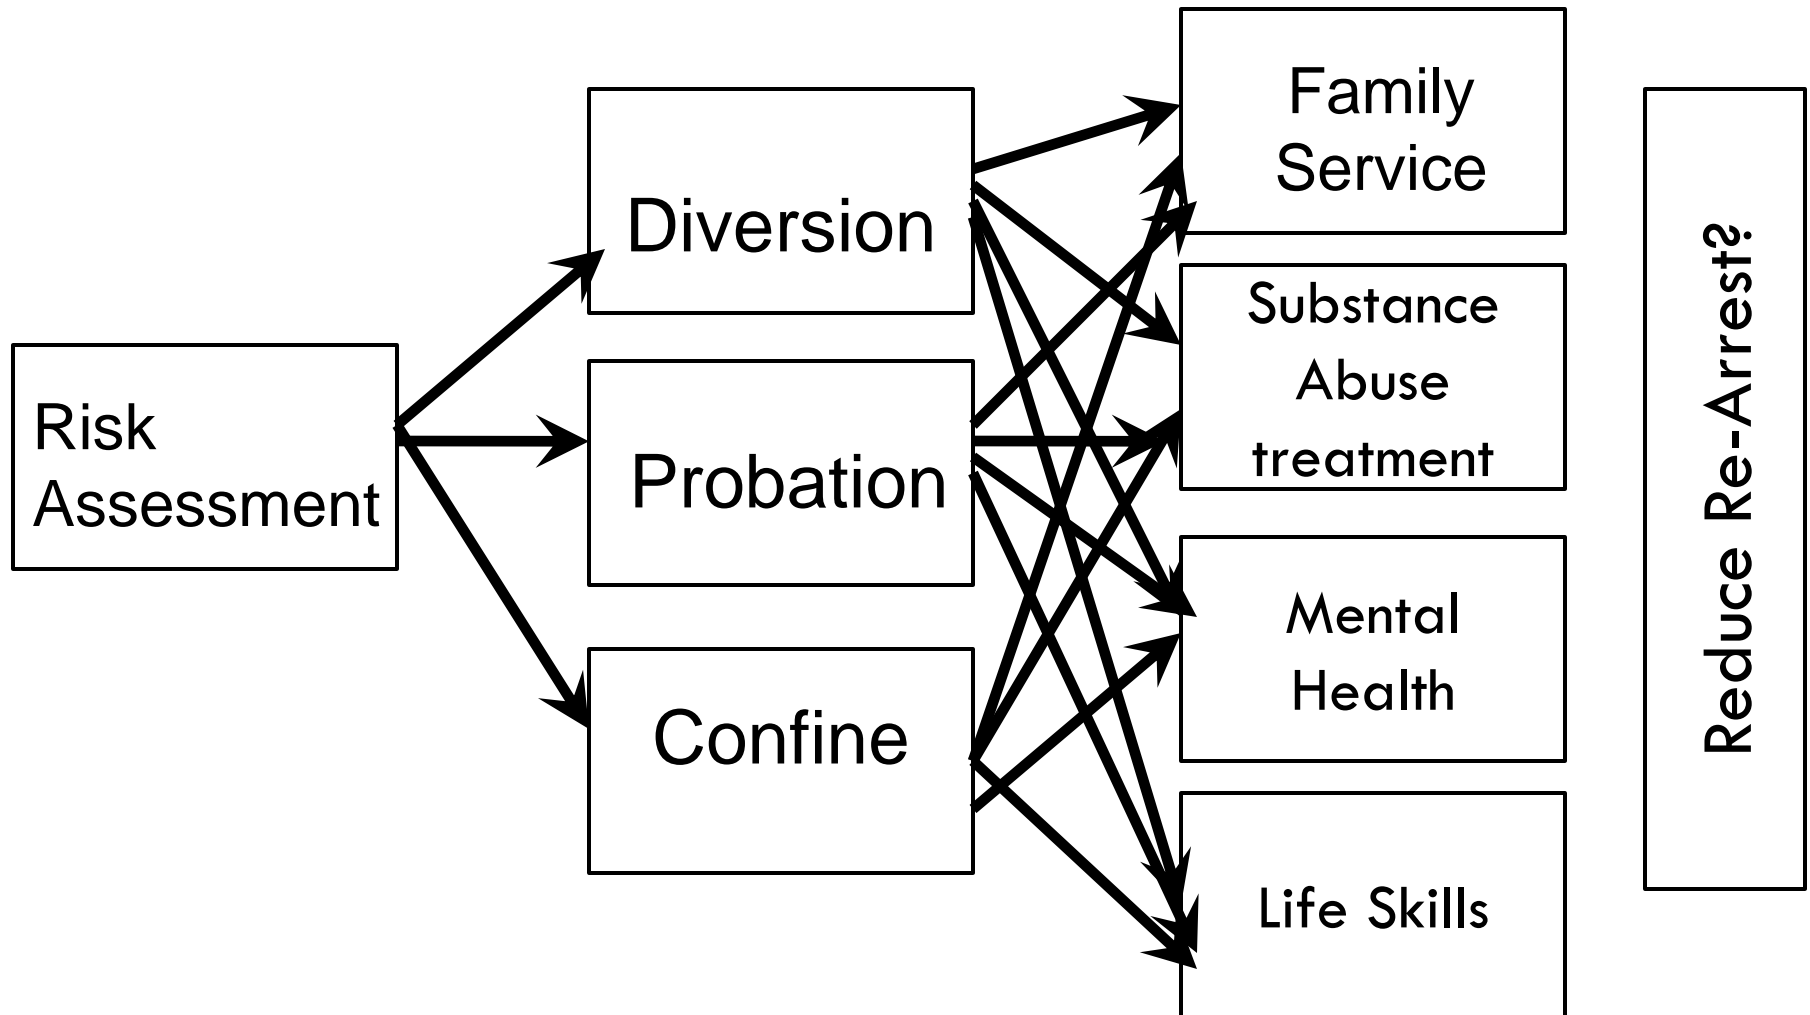 Risk
Assessment
Diversion
Probation
Confine
Family
Service
Substance
Abuse
treatment
Mental
Health
Life Skills
Reduce Re-Arrest?